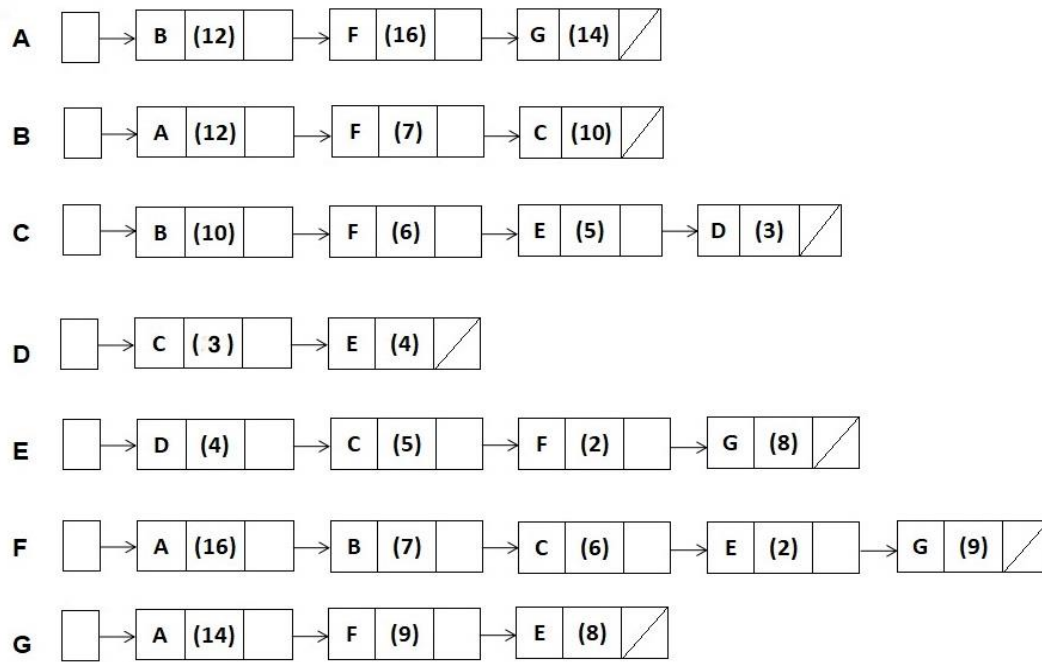 A B (12) F (16) G (14)
B A (12) F (7) C (10)
C B (10) F (6) E (5) D (3)
D C ( 3 ) E (4)
E D (4) C (5) F (2) G (8)
F A (16) B (7) C (6) E (2) G (9)
G A (14) F (9) E (8)